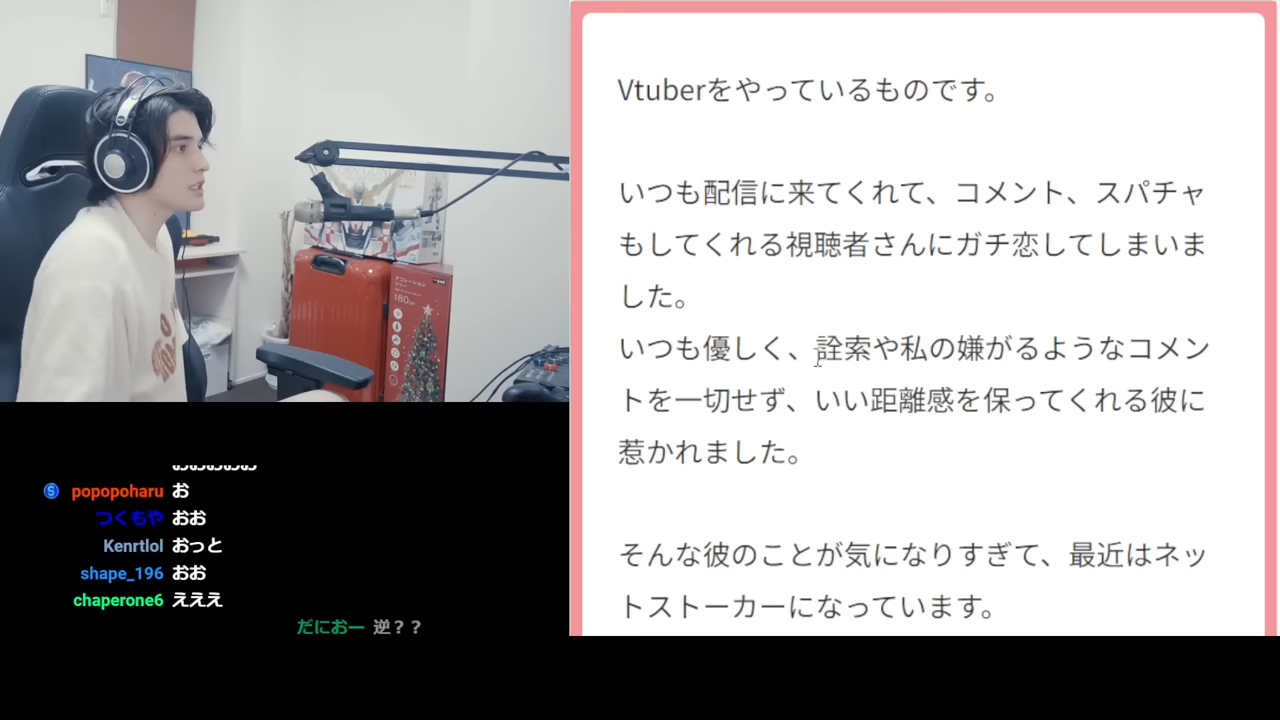 Vtuberをやっているものです。
いつも配信に来てくれて、コメント、スパチャ
もしてくれる視聴者さんにガチ恋してしまいま
した。
いつも優しく、詮索や私の嫌がるようなコメン
トを一切せず、いい距離感を保ってくれる彼に
惹かれました。
そんな彼のことが気になりすぎて、最近はネッ
トストーカーになっています。
180cm
popopoharu お
つくもや おお
Kenrtlol おっと
shape_196 おお
chaperone6 えええ
だにおー 逆？？